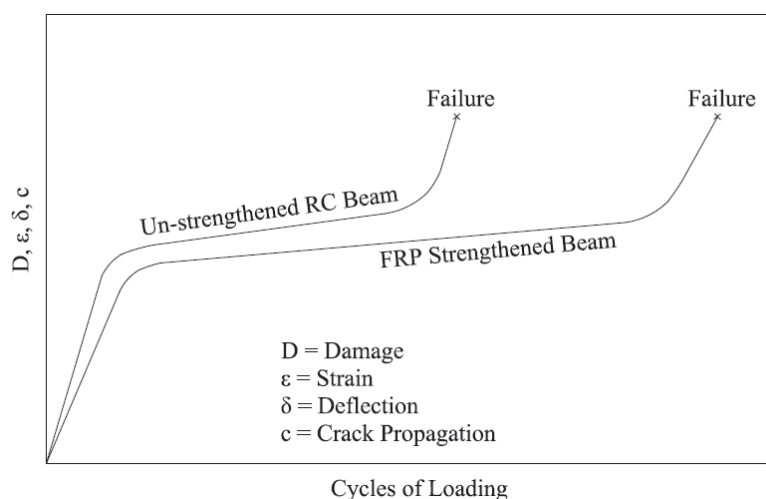 Failure
Failure
Un-strengthened RC Beam
FRP Strengthened Beam
D, ε, δ, c
D = Damage
ε = Strain
δ = Deflection
c = Crack Propagation
Cycles of Loading